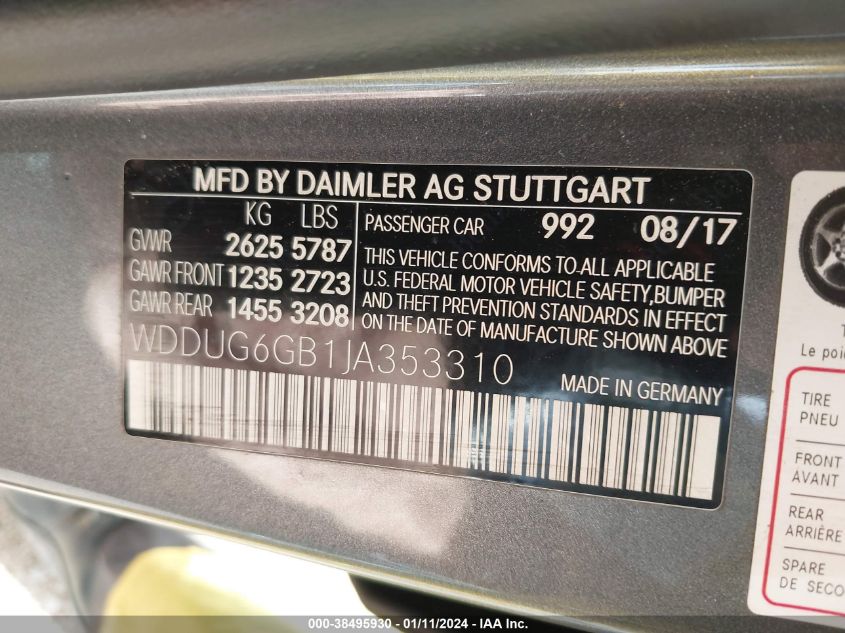 MFD BY DAIMLER AG STUTTGART
KG LBS
GVWR 2625 5787
GAWR FRONT 1235 2723
GAWR REAR 1455 3208
PASSENGER CAR 992 08/17
THIS VEHICLE CONFORMS TO ALL APPLICABLE
U.S. FEDERAL MOTOR VEHICLE SAFETY, BUMPER
AND THEFT PREVENTION STANDARDS IN EFFECT
ON THE DATE OF MANUFACTURE SHOWN ABOVE
WDDUG6GB1JA353310
MADE IN GERMANY
Le poi
TIRE
PNEU
FRONT
AVANT
REAR
ARRIÈRE
SPARE
DE SECO
000-38495930 - 01/11/2024 - IAA Inc.